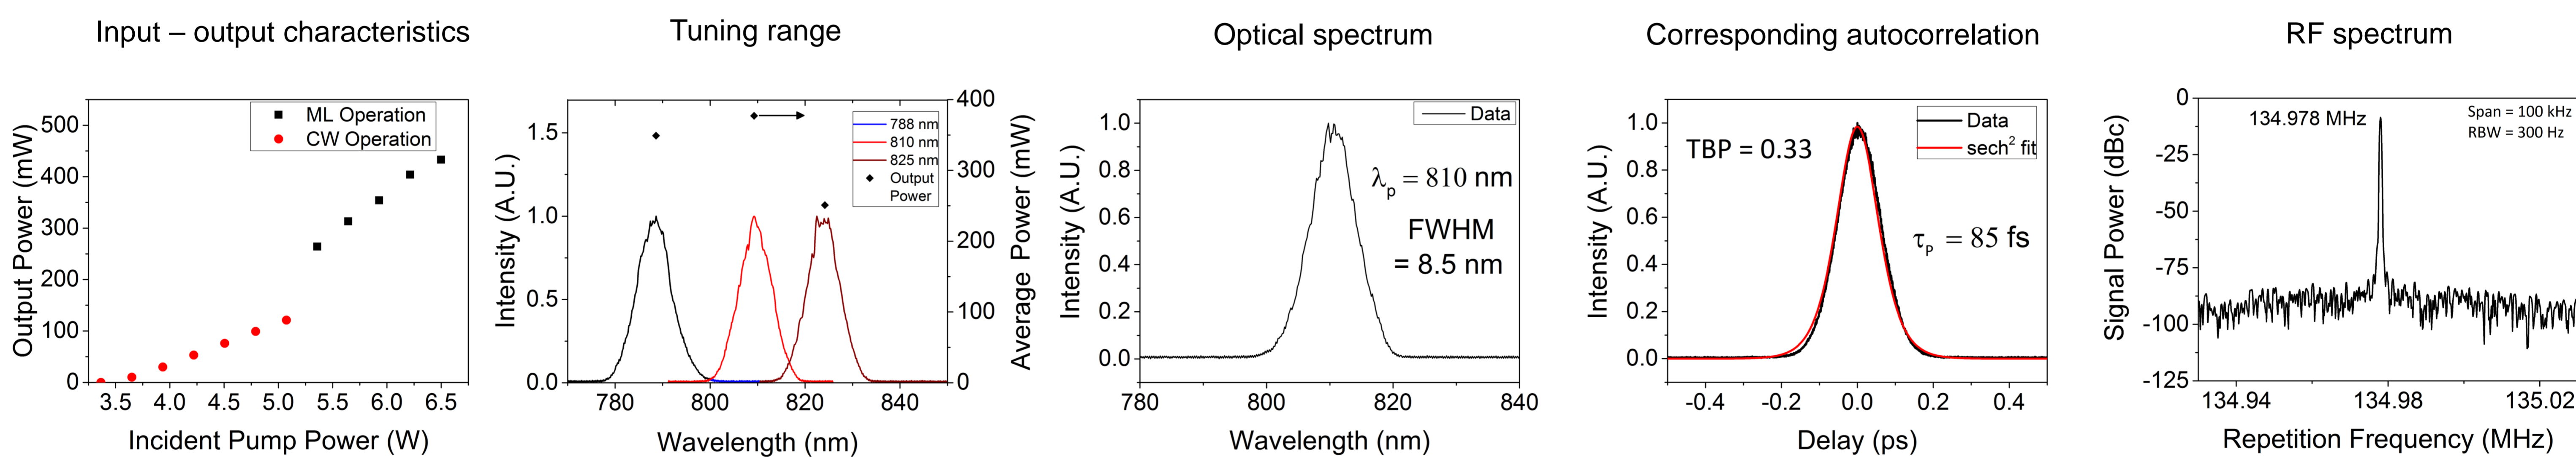 Input – output characteristics
550
500
400
300
200
100
0
3.5 4.0 4.5 5.0 5.5 6.0 6.5
Output Power (mW)
Incident Pump Power (W)
ML Operation
CW Operation
Tuning range
1.5
1.0
0.5
0.0
400
300
200
100
0
780 800 820 840
Intensity (A.U.)
Average Power (mW)
Wavelength (nm)
788 nm
810 nm
825 nm
Output
Power
Optical spectrum
1.0
0.8
0.6
0.4
0.2
0.0
780 800 820 840
Intensity (A.U.)
Wavelength (nm)
Data
λp = 810 nm
FWHM
= 8.5 nm
Corresponding autocorrelation
1.0
0.8
0.6
0.4
0.2
0.0
-0.4 -0.2 0.0 0.2 0.4
Intensity (A.U.)
Delay (ps)
TBP = 0.33
Data
sech² fit
τp = 85 fs
RF spectrum
0
-25
-50
-75
-100
-125
134.94 134.98 135.02
Signal Power (dBc)
Repetition Frequency (MHz)
134.978 MHz
Span = 100 kHz
RBW = 300 Hz